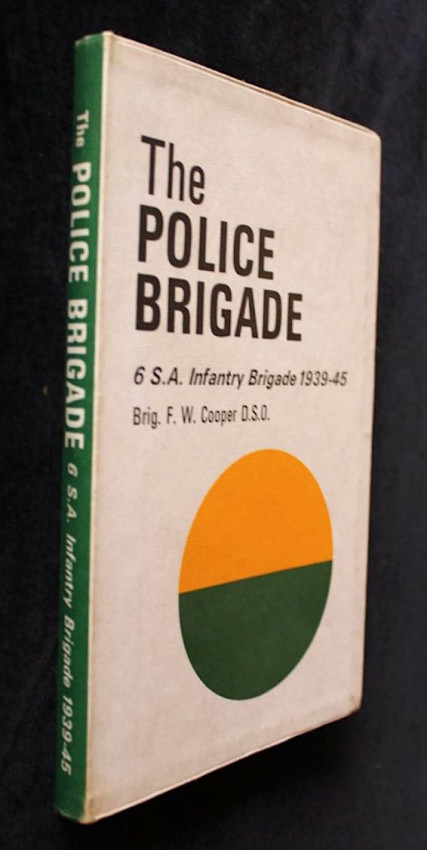 The
POLICE
BRIGADE
6 S.A. Infantry Brigade 1939-45
Brig. F. W. Cooper D.S.O.
The POLICE BRIGADE 6 S.A. Infantry Brigade 1939-45